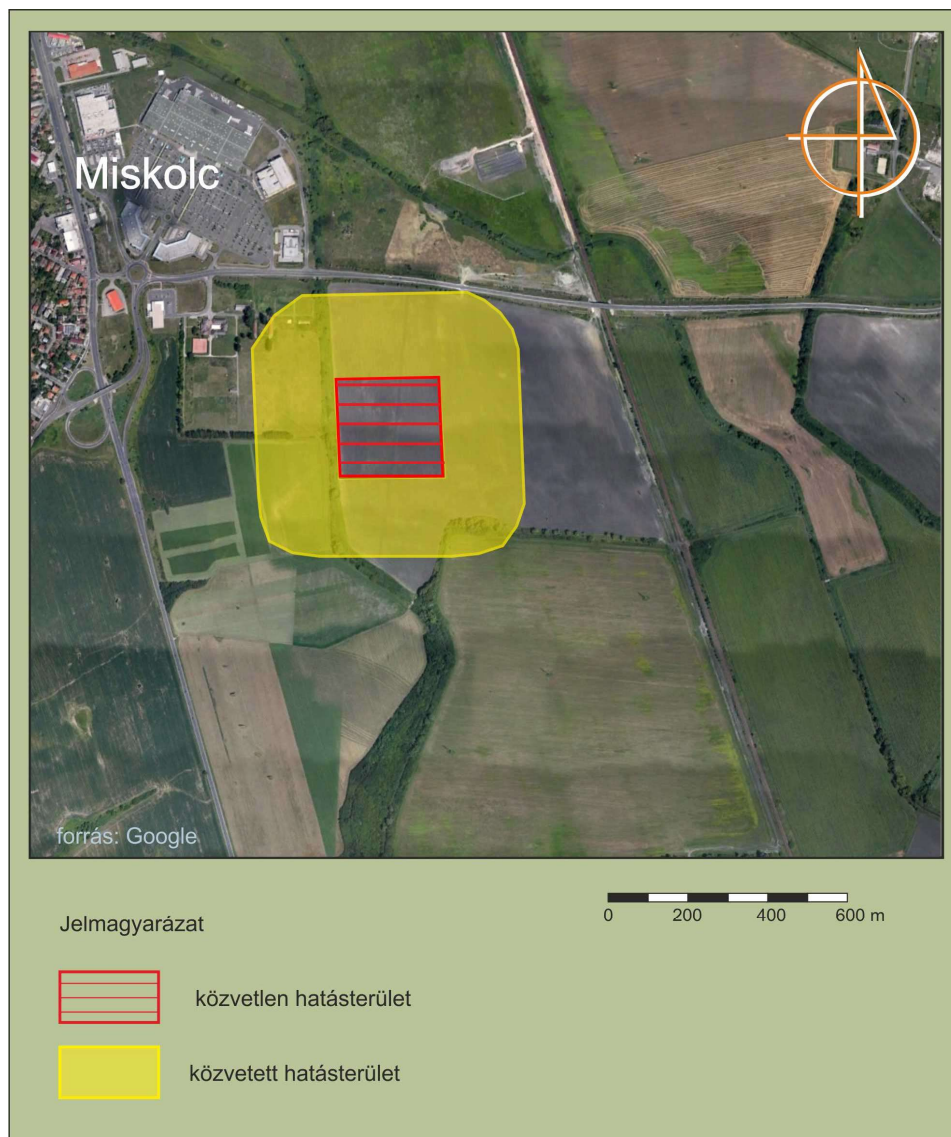 Miskolc
forrás: Google
Jelmagyarázat
0 200 400 600 m
közvetlen hatásterület
közvetett hatásterület